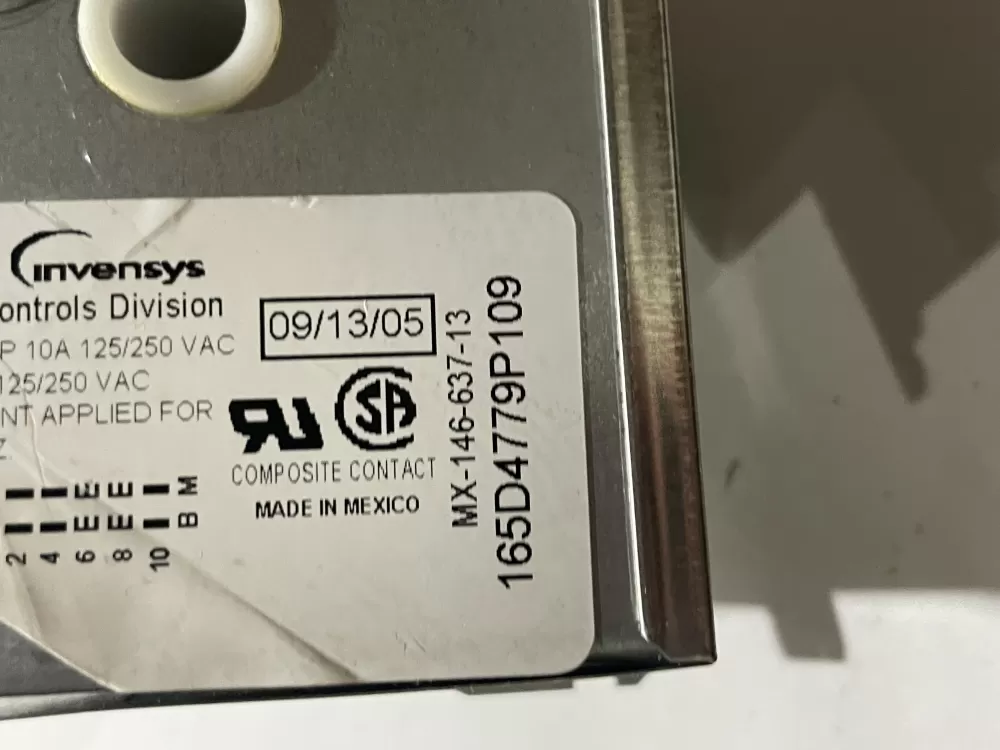 invensys
ontrols Division
09/13/05
P 10A 125/250 VAC
125/250 VAC
NT APPLIED FOR
Z
COMPOSITE CONTACT
MADE IN MEXICO
E E M
E E B
2 4 6 8 10
MX-146-637-13
165D4779P109